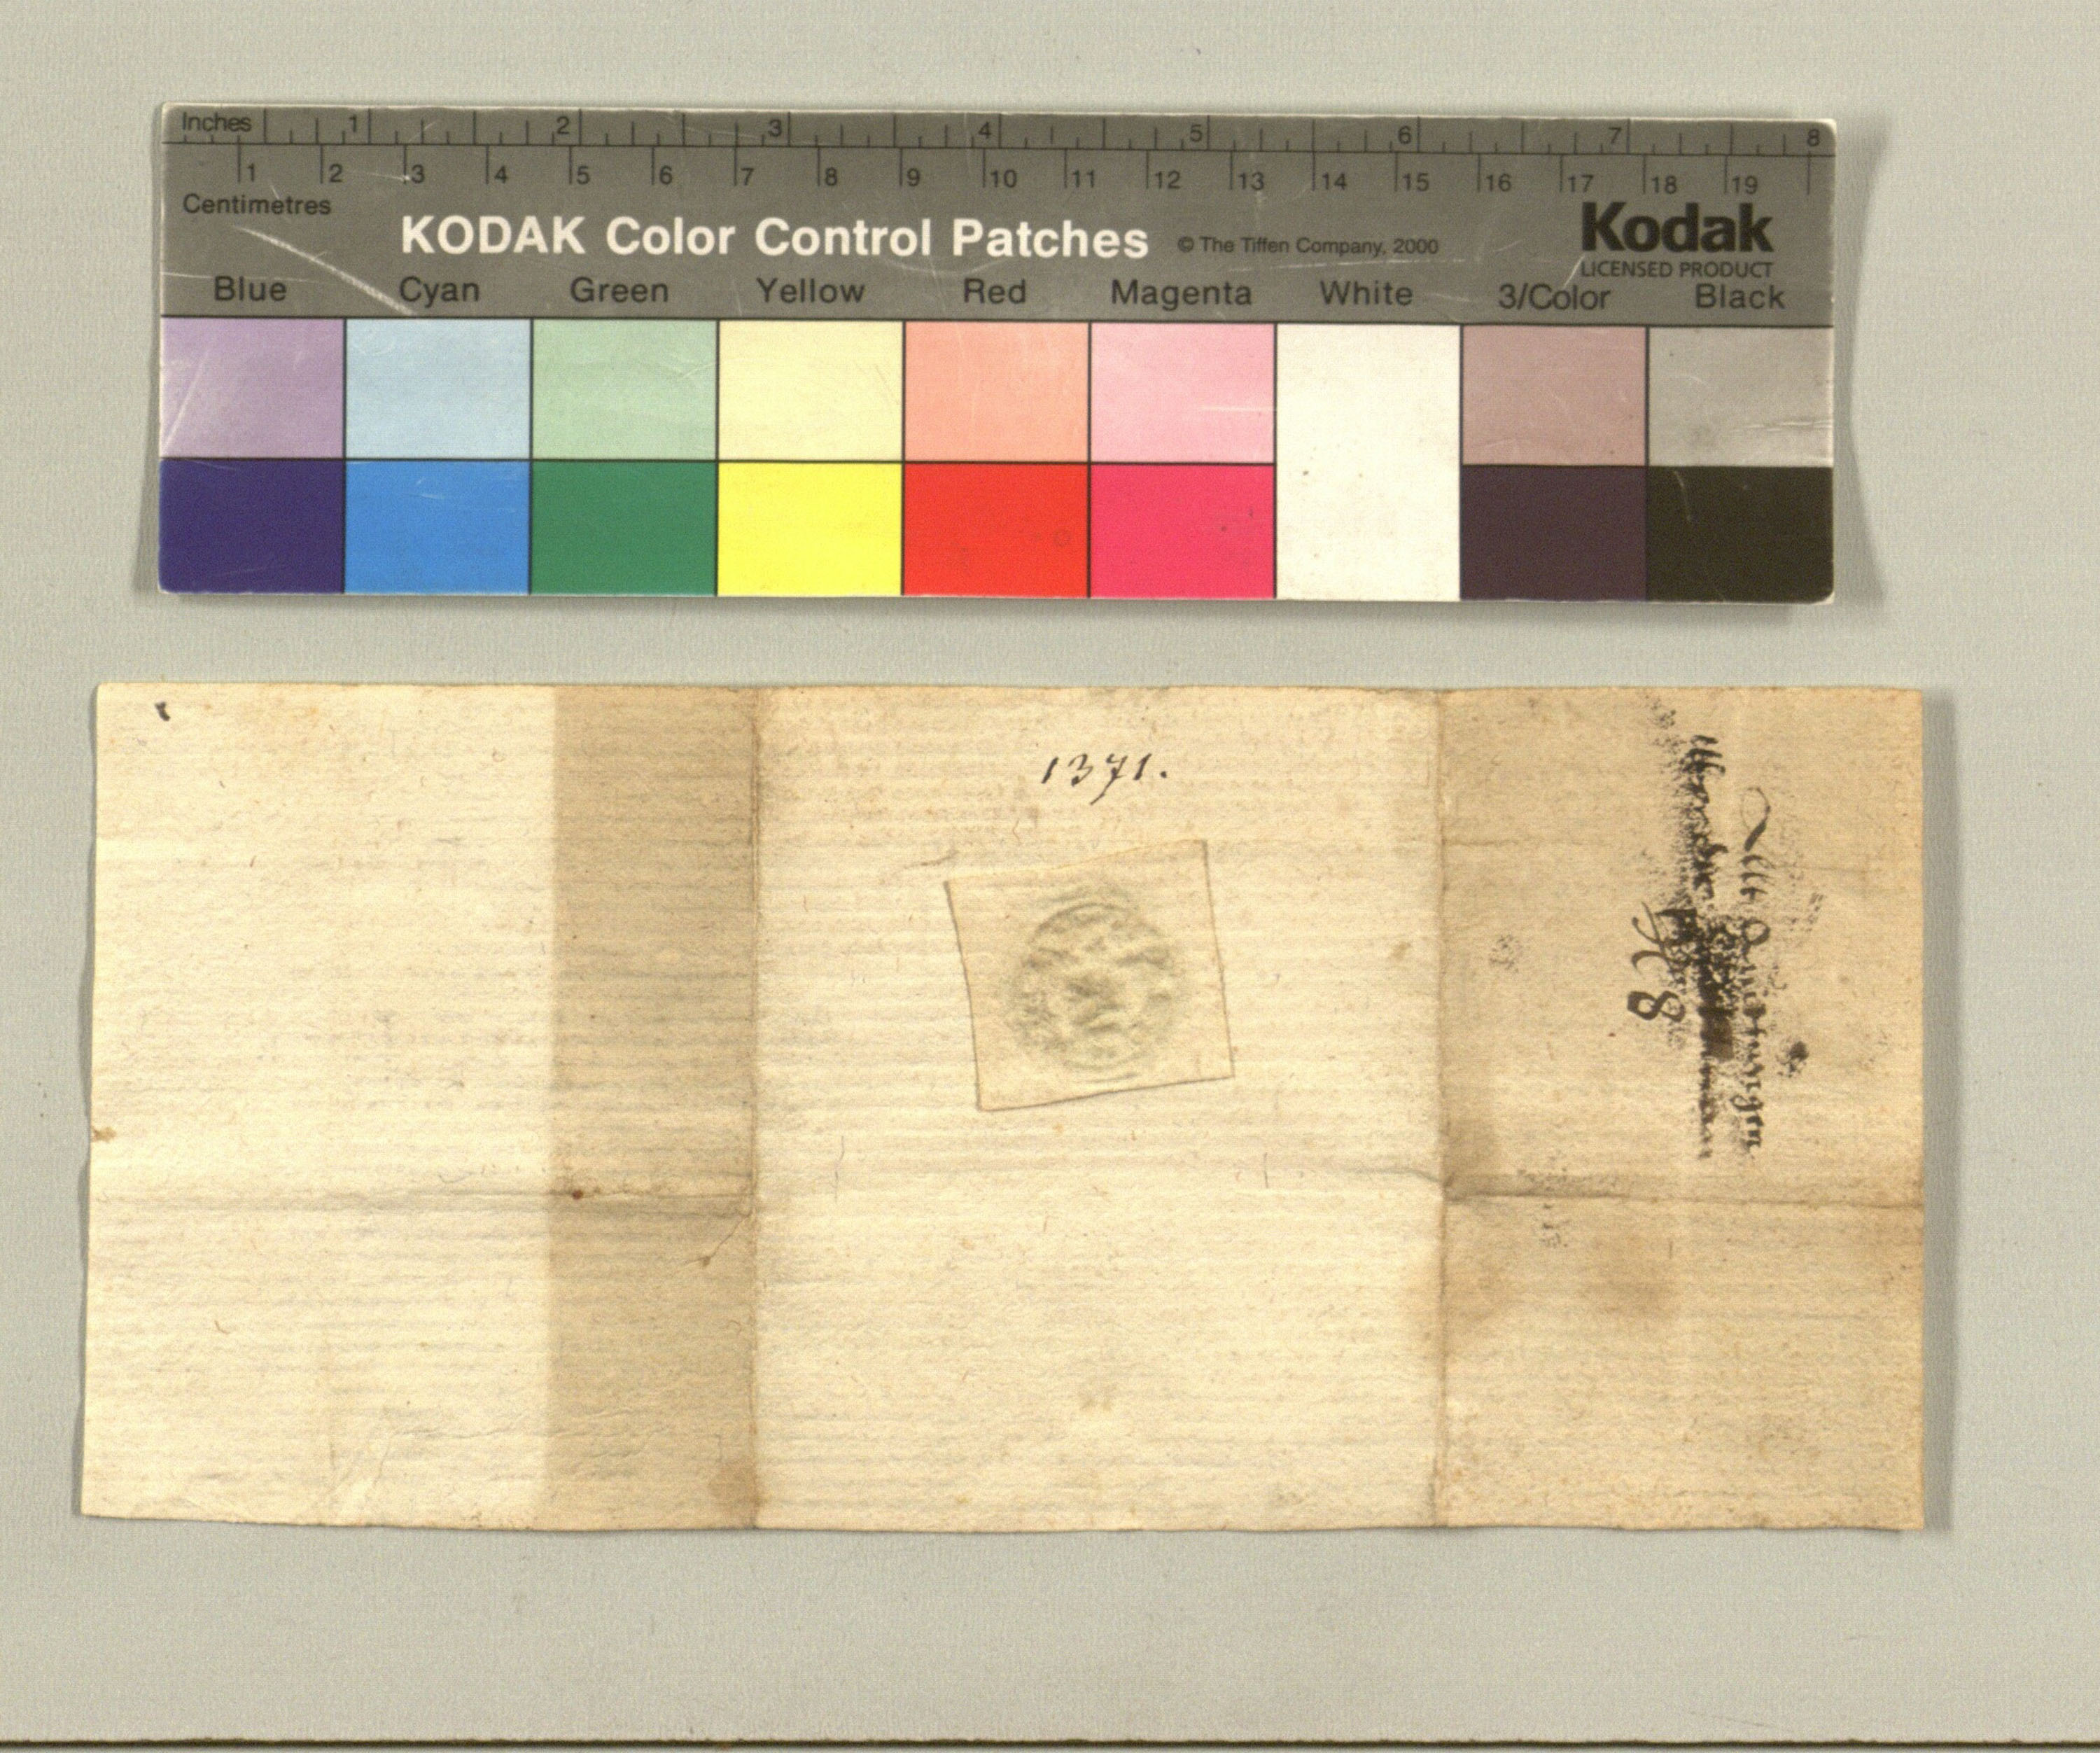 Inches 1 2 3 4 5 6 7 8
1 2 3 4 5 6 7 8 9 10 11 12 13 14 15 16 17 18 19
Centimetres
KODAK Color Control Patches © The Tiffen Company, 2000
Kodak
LICENSED PRODUCT
Blue Cyan Green Yellow Red Magenta White 3/Color Black
1371.
8